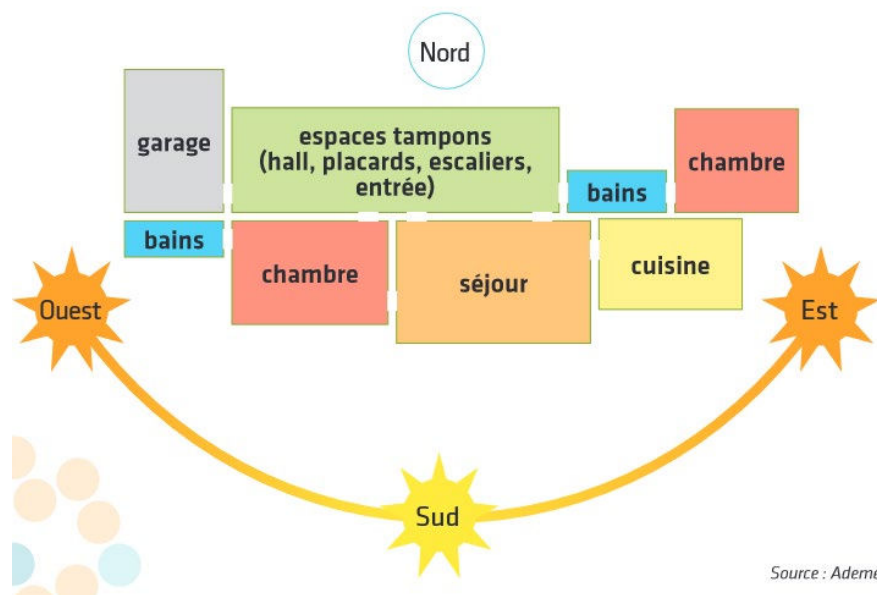 Nord
garage
espaces tampons
(hall, placards, escaliers,
entrée)
bains
chambre
bains
chambre
séjour
cuisine
Ouest
Est
Sud
Source : Ademe